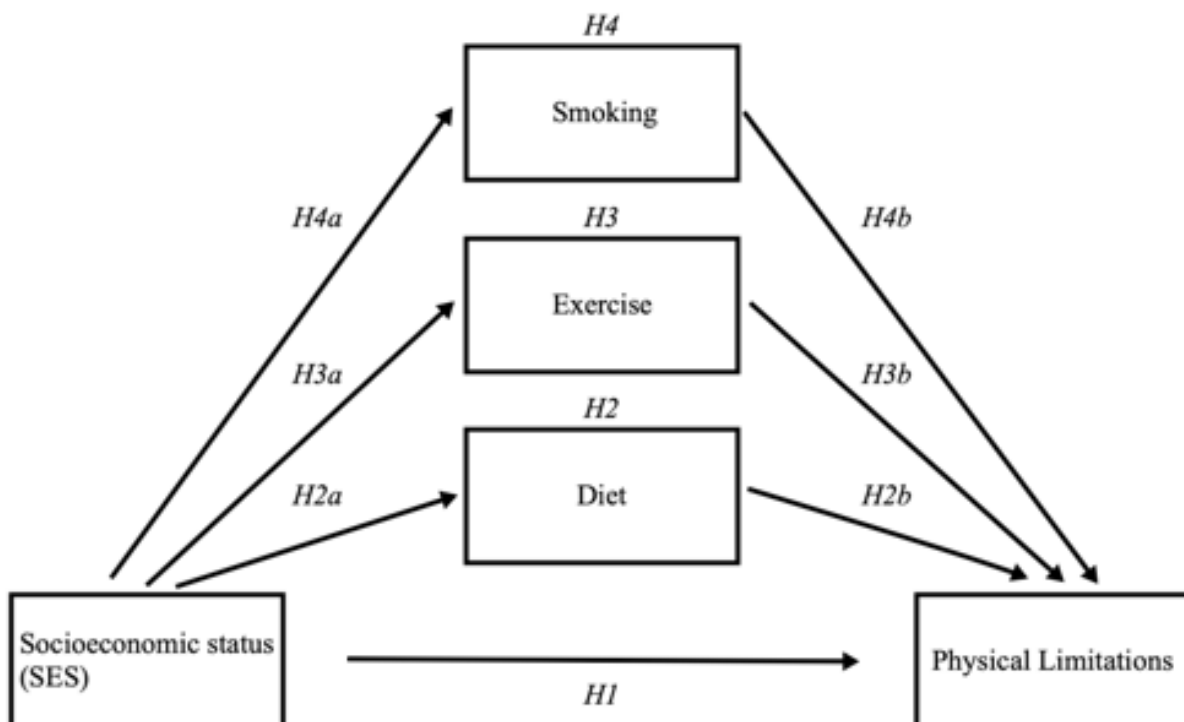 H4
Smoking
H4a
H4b
H3
Exercise
H3a
H3b
H2
Diet
H2a
H2b
Socioeconomic status
(SES)
Physical Limitations
H1